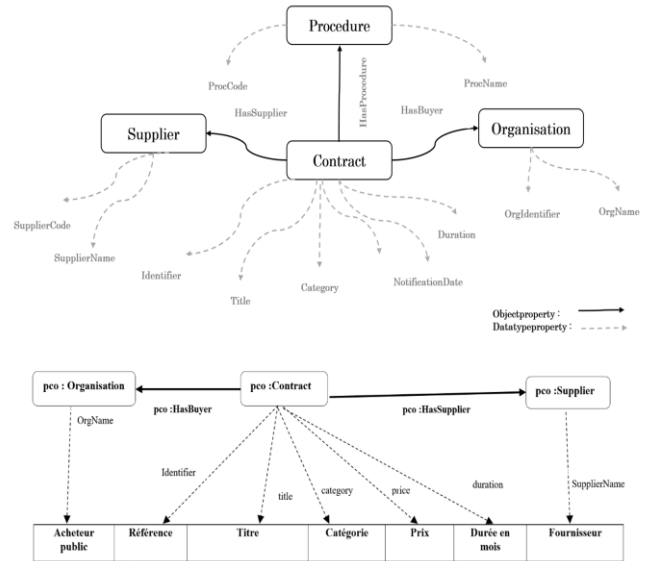 Procedure
ProcCode
ProcName
HasSupplier
HasProcedure
HasBuyer
Supplier
Organisation
Contract
SupplierCode
SupplierName
OrgIdentifier
OrgName
Duration
Identifier
Title
Category
NotificationDate
Objectproperty :
Datatypeproperty :
pco : Organisation
pco :Contract
pco :Supplier
pco :HasBuyer
pco :HasSupplier
OrgName
Identifier
title
category
price
duration
SupplierName
Acheteur public
Référence
Titre
Catégorie
Prix
Durée en mois
Fournisseur